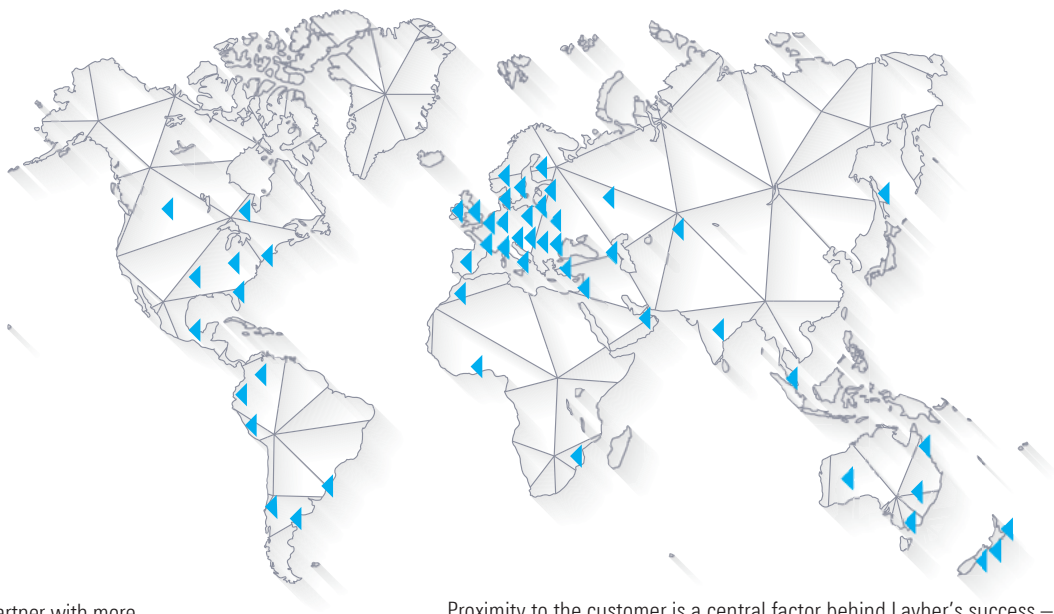 artner with more
Proximity to the customer is a central factor behind Layher's success –